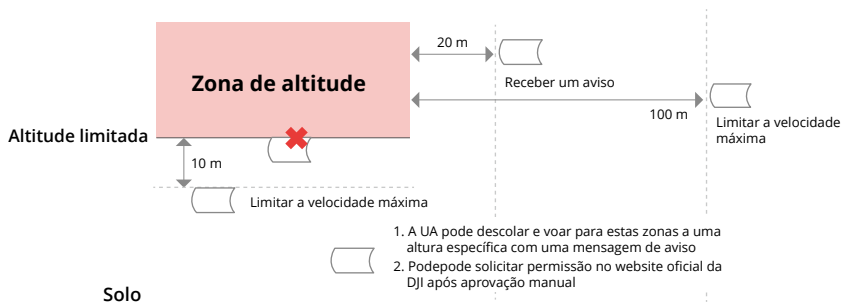 20 m
Zona de altitude
Receber um aviso
100 m
Limitar a velocidade
máxima
Altitude limitada
10 m
Limitar a velocidade máxima
1. A UA pode descolar e voar para estas zonas a uma
altura específica com uma mensagem de aviso
2. Podepode solicitar permissão no website oficial da
DJI após aprovação manual
Solo